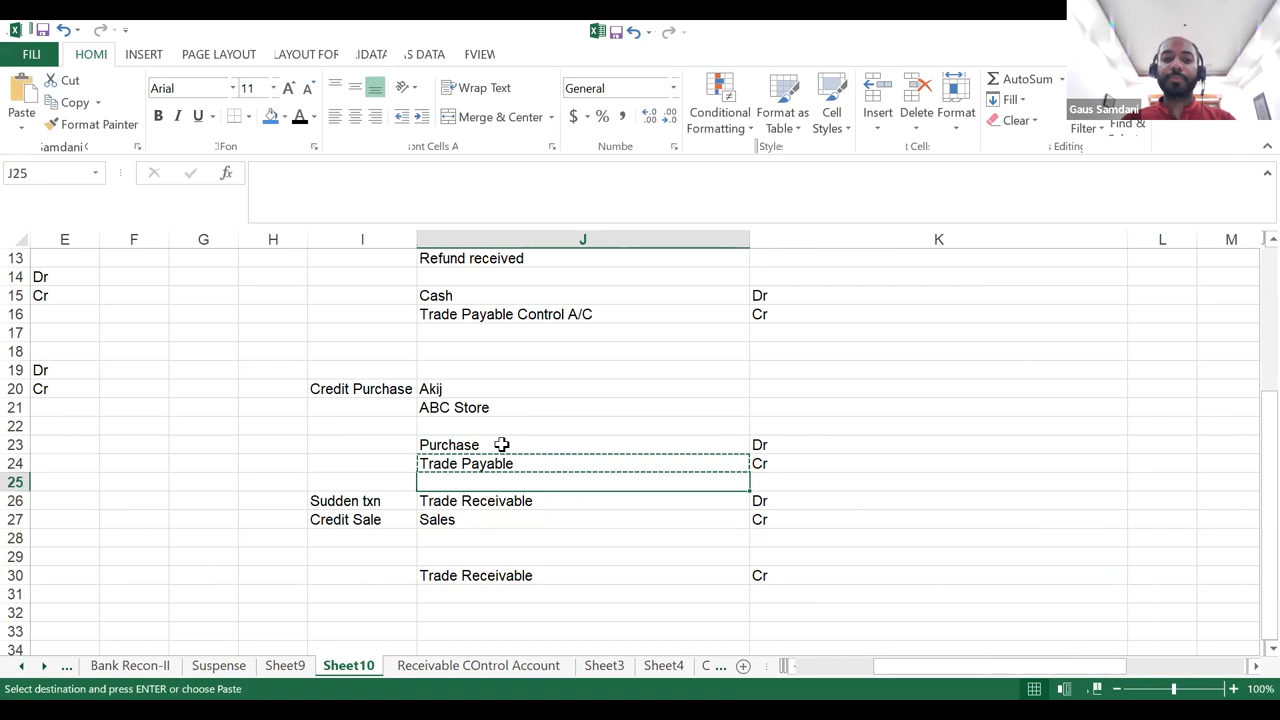 FILI HOMI INSERT PAGE LAYOUT LAYOUT FOR IDATA S DATA FVIEW
Cut
Copy
Format Painter
Paste
Samdani
Arial 11
B I U A
Fon
Wrap Text
Merge & Center
ont Cells A
General
$ % ,
Numbe
Conditional Formatting
Format as Table
Cell Styles
Styles
Insert Delete Format
Cell:
AutoSum
Fill
Clear
Filter Find &
Editing
Gaus Samdani
J25 fx
E F G H I J K L M
13 Refund received
14 Dr
15 Cr Cash Dr
16 Trade Payable Control A/C Cr
17
18
19 Dr
20 Cr Credit Purchase Akij
21 ABC Store
22
23 Purchase Dr
24 Trade Payable Cr
25
26 Sudden txn Trade Receivable Dr
27 Credit Sale Sales Cr
28
29
30 Trade Receivable Cr
31
32
33
34
... Bank Recon-II Suspense Sheet9 Sheet10 Receivable COntrol Account Sheet3 Sheet4 C ...
Select destination and press ENTER or choose Paste 100%